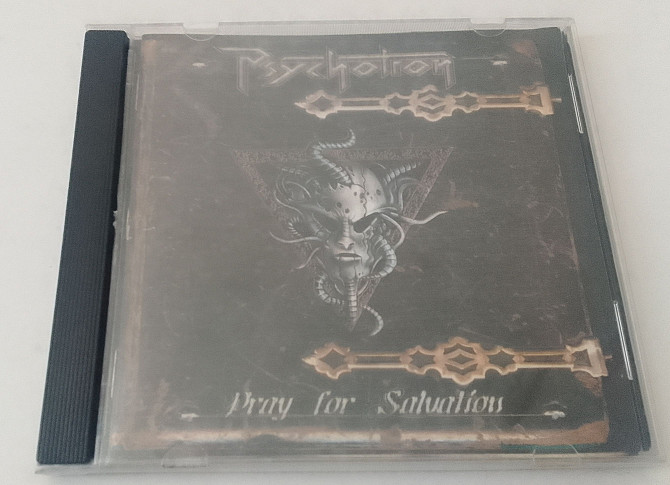 Psychotron
Pray for Salvation